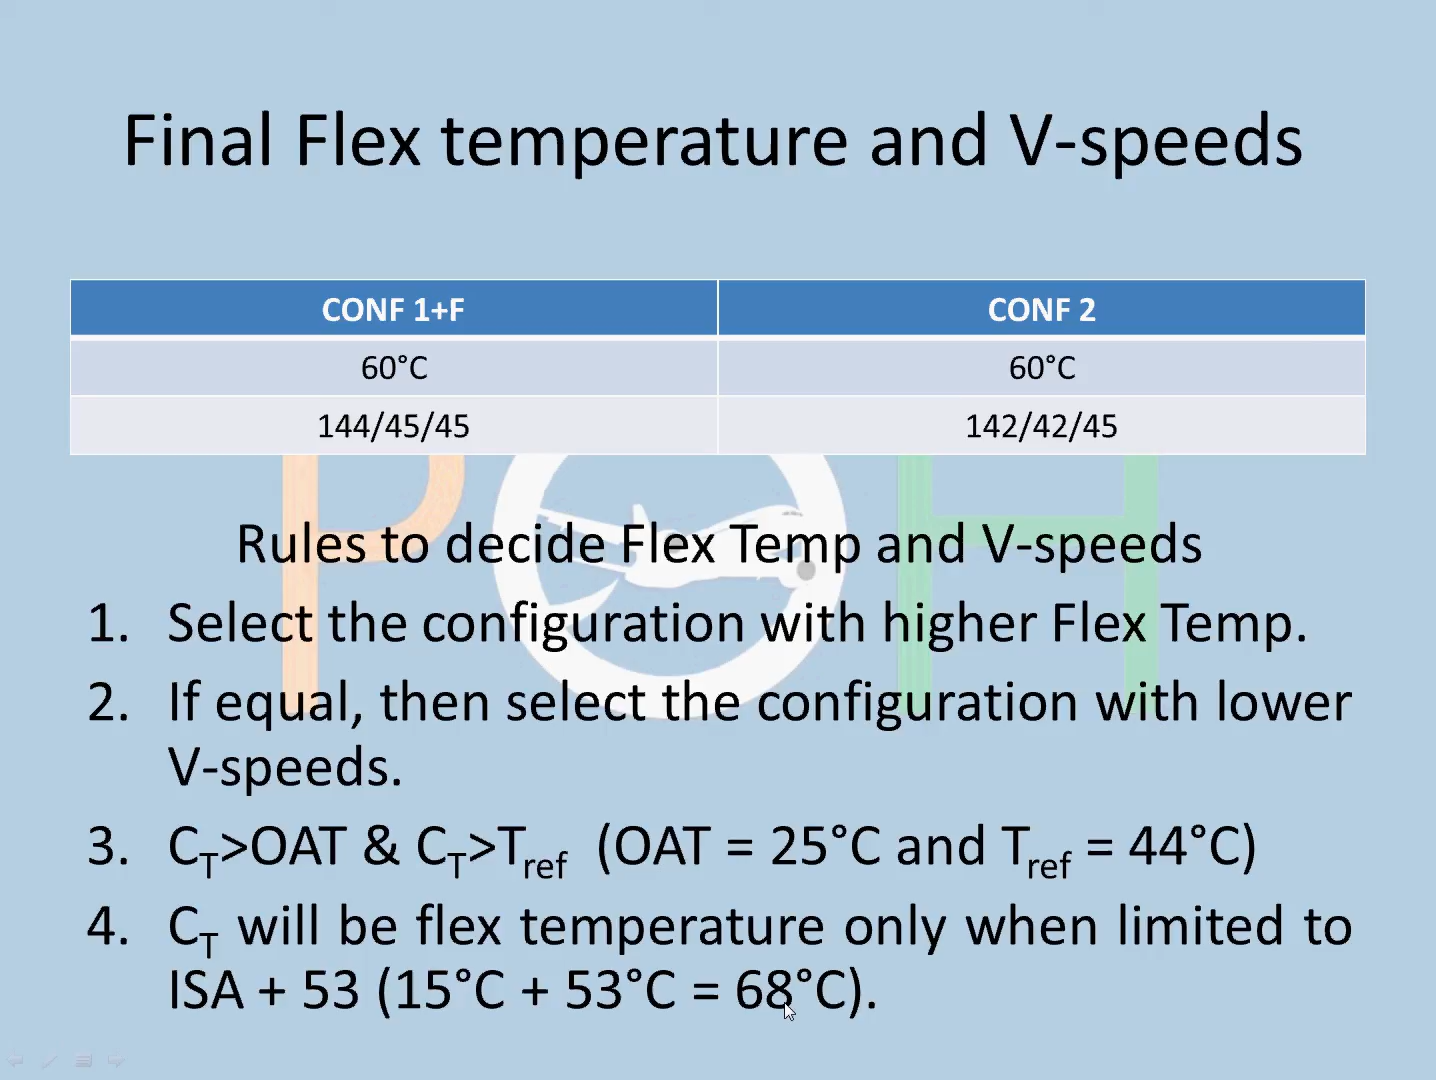 Final Flex temperature and V-speeds
CONF 1+F CONF 2
60°C 60°C
144/45/45 142/42/45
P H
Rules to decide Flex Temp and V-speeds
1. Select the configuration with higher Flex Temp.
2. If equal, then select the configuration with lower
V-speeds.
3. CT>OAT & CT>Tref (OAT = 25°C and Tref = 44°C)
4. CT will be flex temperature only when limited to
ISA + 53 (15°C + 53°C = 68°C).